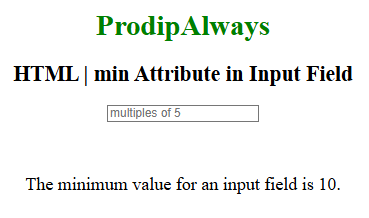 ProdipAlways
HTML | min Attribute in Input Field
multiples of 5
The minimum value for an input field is 10.